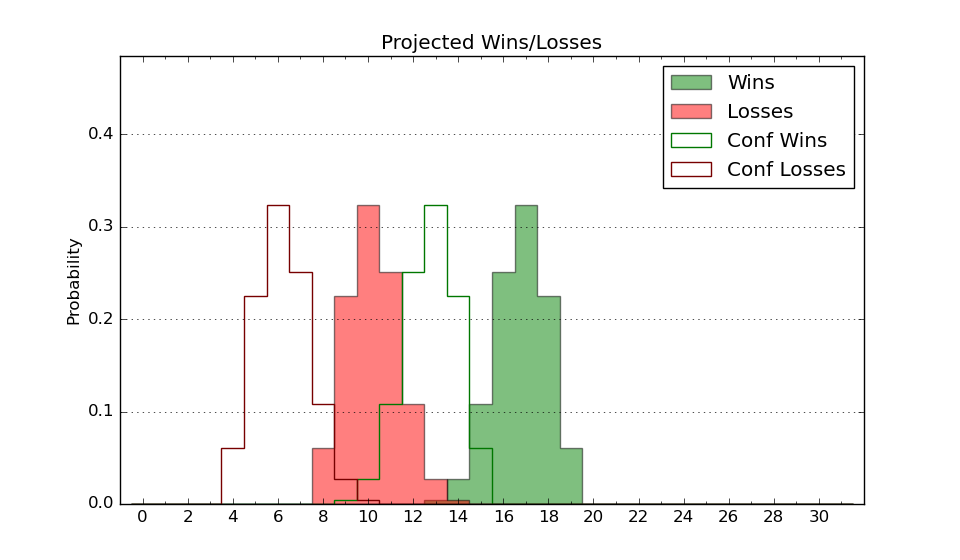 Projected Wins/Losses
Wins
Losses
Conf Wins
Conf Losses
Probability
0.4
0.3
0.2
0.1
0.0
0 2 4 6 8 10 12 14 16 18 20 22 24 26 28 30